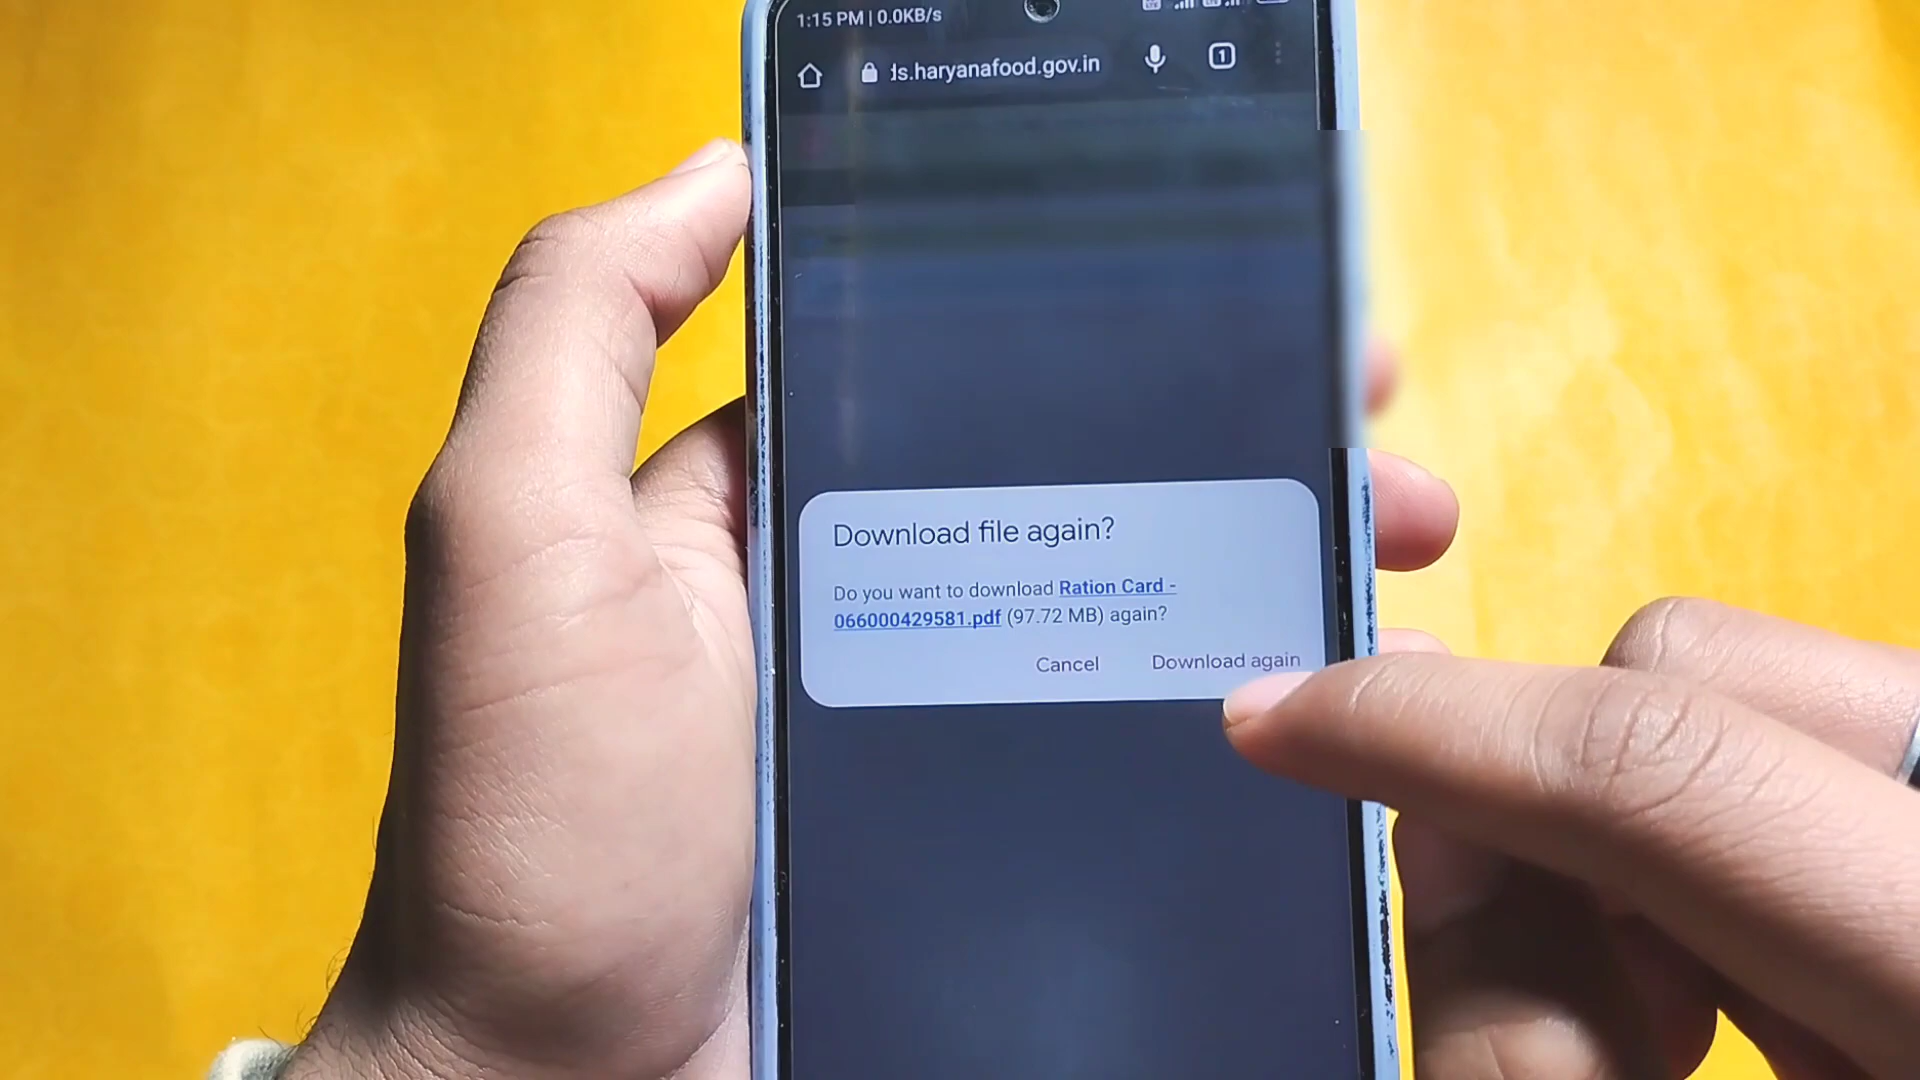 1:15 PM | 0.0KB/s
ds.haryanafood.gov.in
1
Download file again?
Do you want to download Ration Card -
066000429581.pdf (97.72 MB) again?
Cancel
Download again